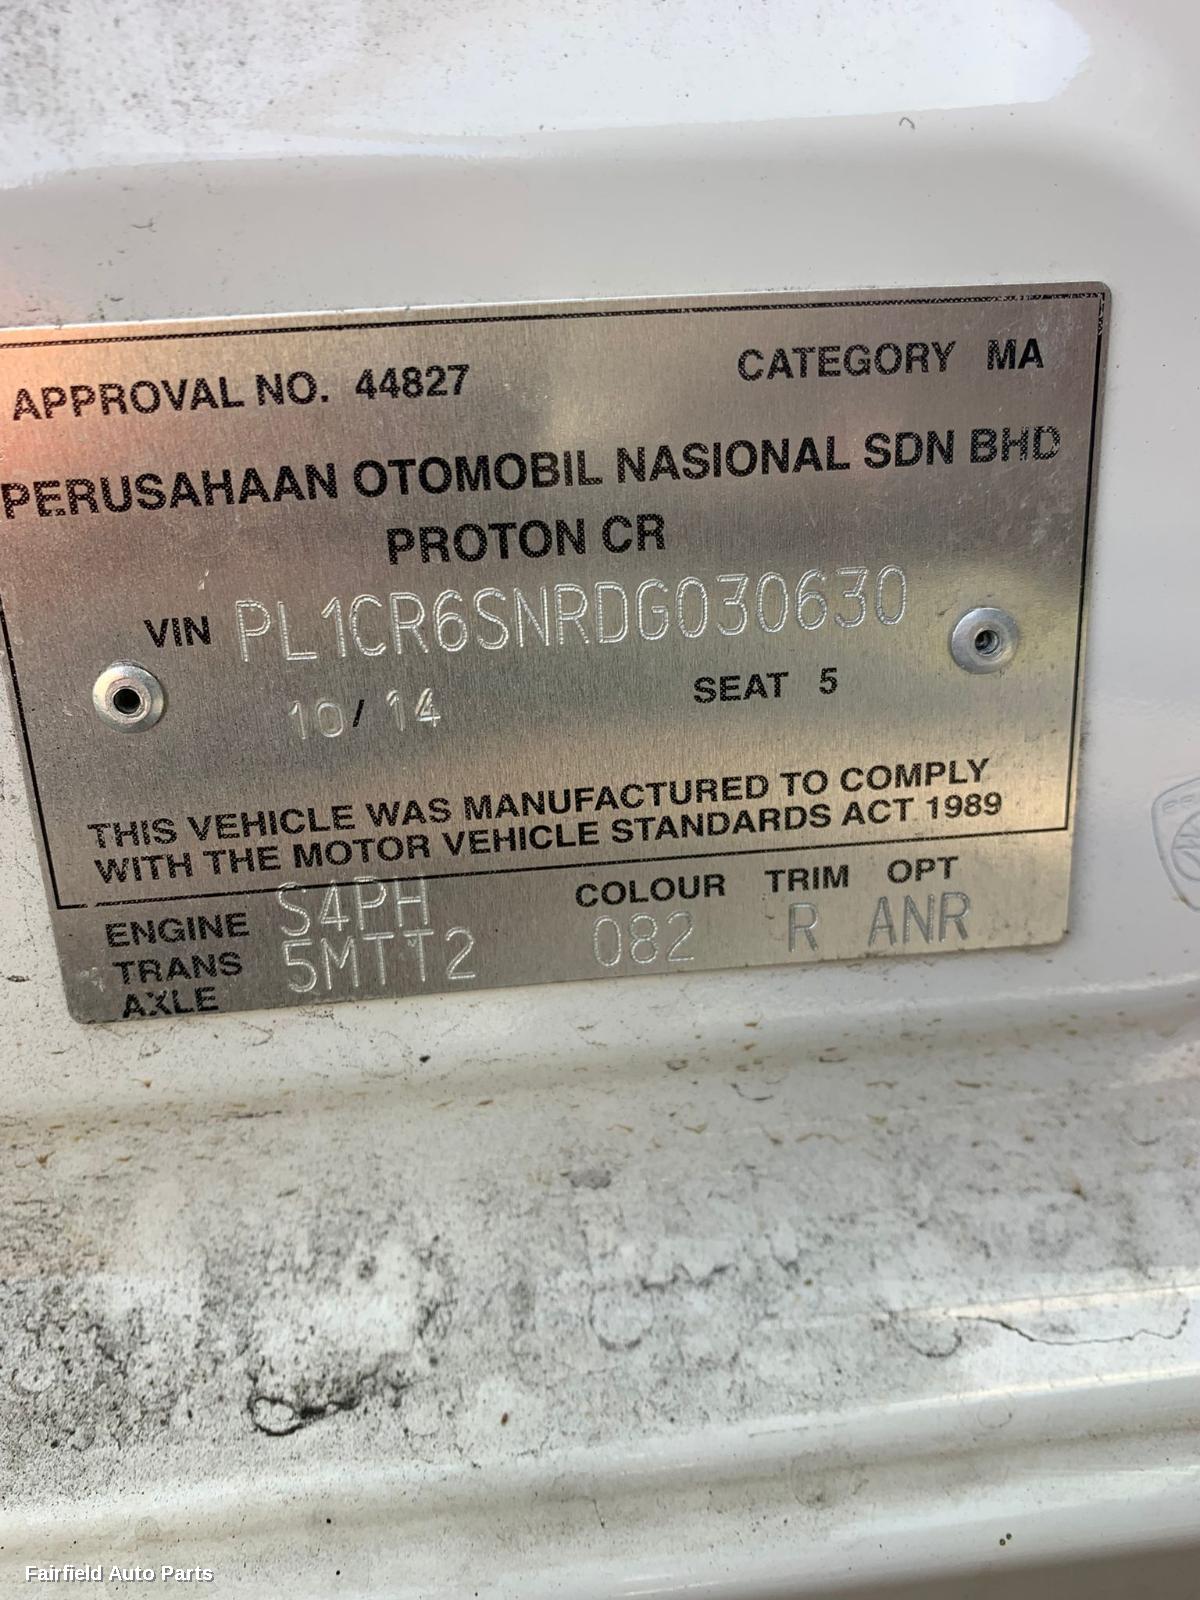 APPROVAL NO. 44827 CATEGORY MA
PERUSAHAAN OTOMOBIL NASIONAL SDN BHD
PROTON CR
VIN PL1CR6SNRDG030630
10/14 SEAT 5
THIS VEHICLE WAS MANUFACTURED TO COMPLY
WITH THE MOTOR VEHICLE STANDARDS ACT 1989
ENGINE S4PH COLOUR TRIM OPT
TRANS 5MTT2 082 R ANR
AXLE
Fairfield Auto Parts